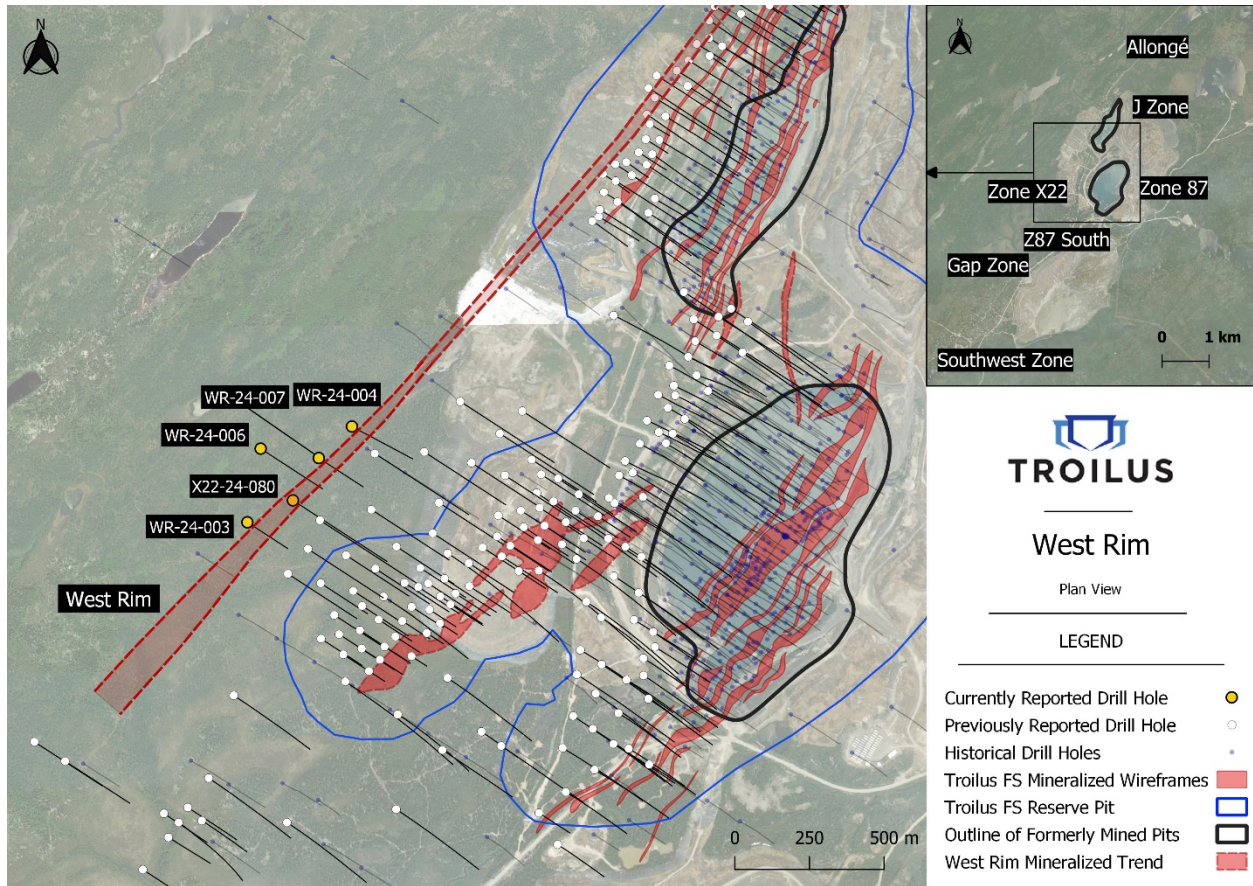 N
WR-24-007
WR-24-004
WR-24-006
X22-24-080
WR-24-003
West Rim
0 250 500 m
N
Allongé
J Zone
Zone X22
Zone 87
Z87 South
Gap Zone
0 1 km
Southwest Zone
TROILUS
West Rim
Plan View
LEGEND
Currently Reported Drill Hole
Previously Reported Drill Hole
Historical Drill Holes
Troilus FS Mineralized Wireframes
Troilus FS Reserve Pit
Outline of Formerly Mined Pits
West Rim Mineralized Trend